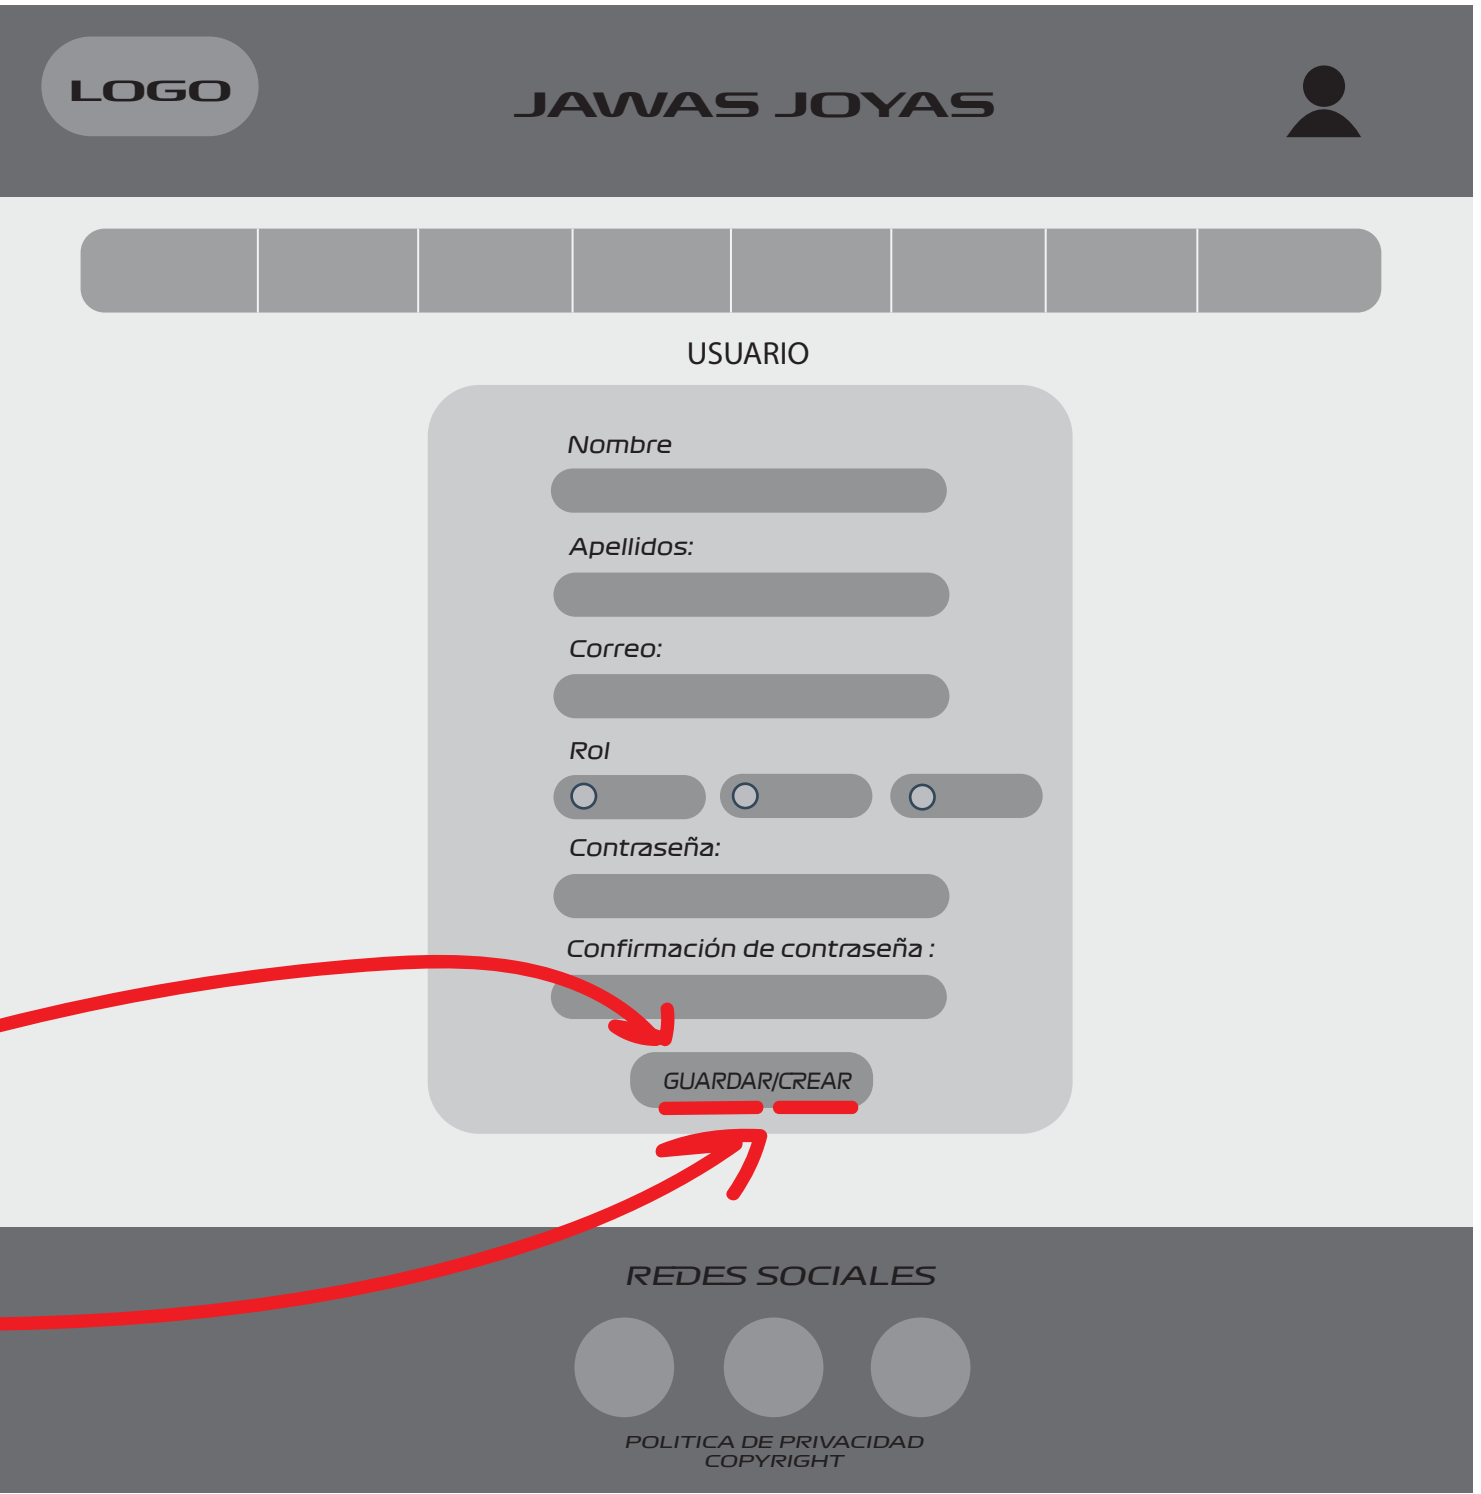 LOGO
JAWAS JOYAS
USUARIO
Nombre
Apellidos:
Correo:
Rol
Contraseña:
Confirmación de contraseña :
GUARDAR/CREAR
REDES SOCIALES
POLITICA DE PRIVACIDAD
COPYRIGHT